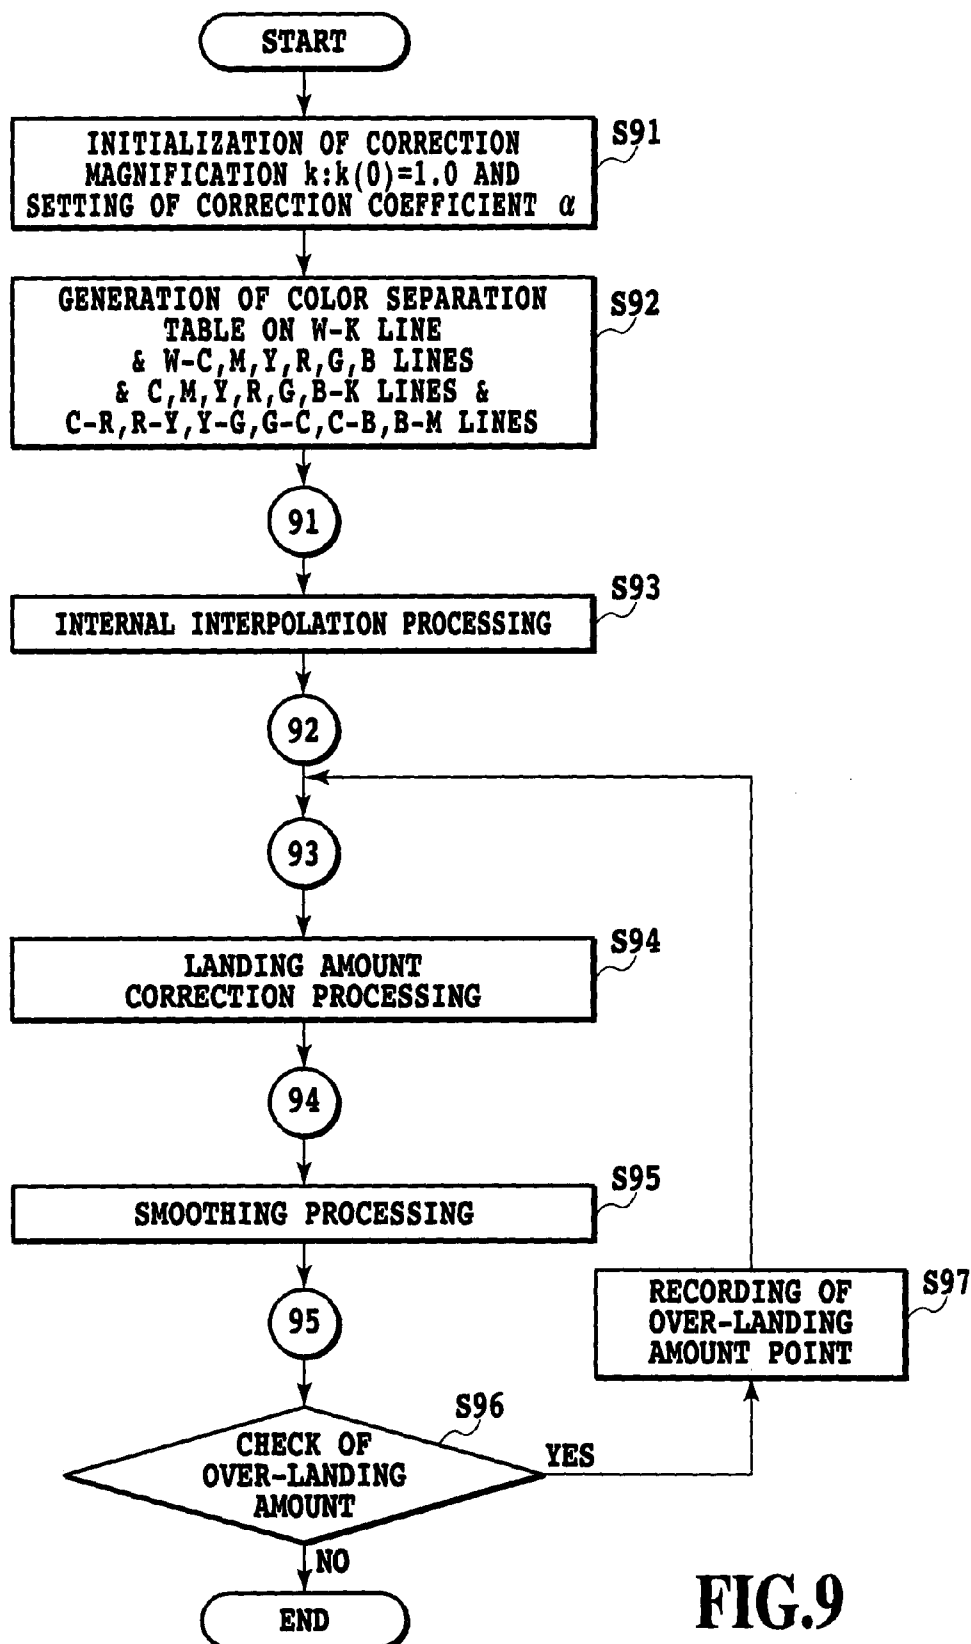 START
INITIALIZATION OF CORRECTION
MAGNIFICATION k:k(0)=1.0 AND
SETTING OF CORRECTION COEFFICIENT α
S91
GENERATION OF COLOR SEPARATION
TABLE ON W-K LINE
& W-C,M,Y,R,G,B LINES
& C,M,Y,R,G,B-K LINES &
C-R,R-Y,Y-G,G-C,C-B,B-M LINES
S92
91
INTERNAL INTERPOLATION PROCESSING
S93
92
93
LANDING AMOUNT
CORRECTION PROCESSING
S94
94
SMOOTHING PROCESSING
S95
95
RECORDING OF
OVER-LANDING
AMOUNT POINT
S97
CHECK OF
OVER-LANDING
AMOUNT
S96
YES
NO
END
FIG.9